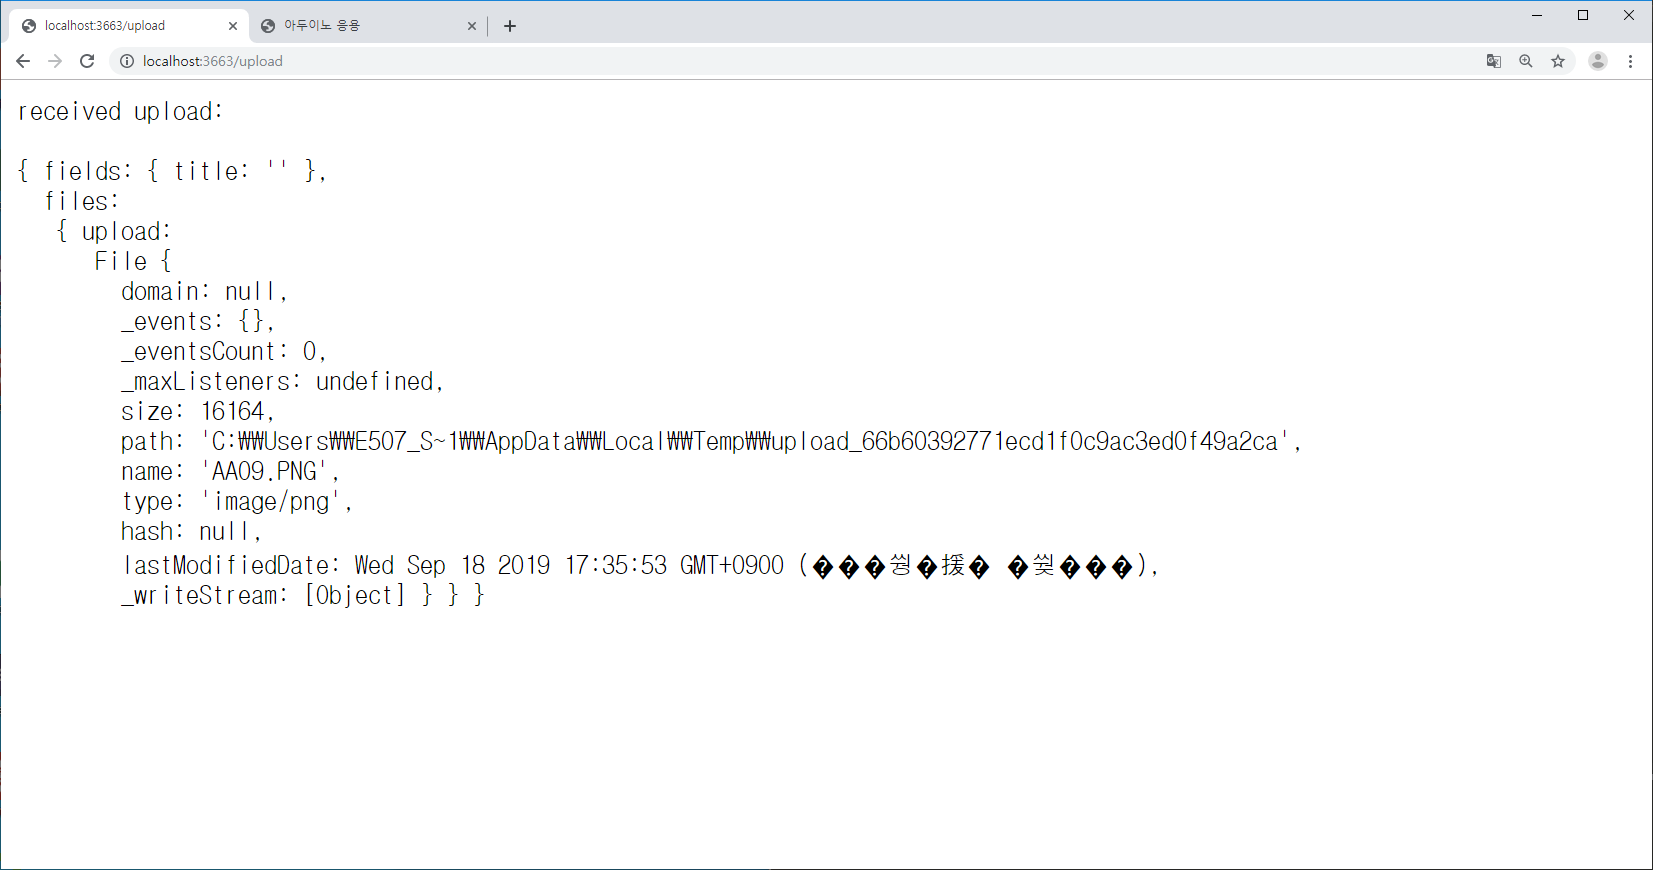 localhost:3663/upload
아두이노 응용
localhost:3663/upload
received upload:
{ fields: { title: '' },
files:
{ upload:
File {
domain: null,
_events: {},
_eventsCount: 0,
_maxListeners: undefined,
size: 16164,
path: 'C:₩₩Users₩₩E507_S~1₩₩AppData₩₩Local₩₩Temp₩₩upload_66b60392771ecd1f0c9ac3ed0f49a2ca',
name: 'AA09.PNG',
type: 'image/png',
hash: null,
lastModifiedDate: Wed Sep 18 2019 17:35:53 GMT+0900 (���쒕�援� �쒖���),
_writeStream: [Object] } } }